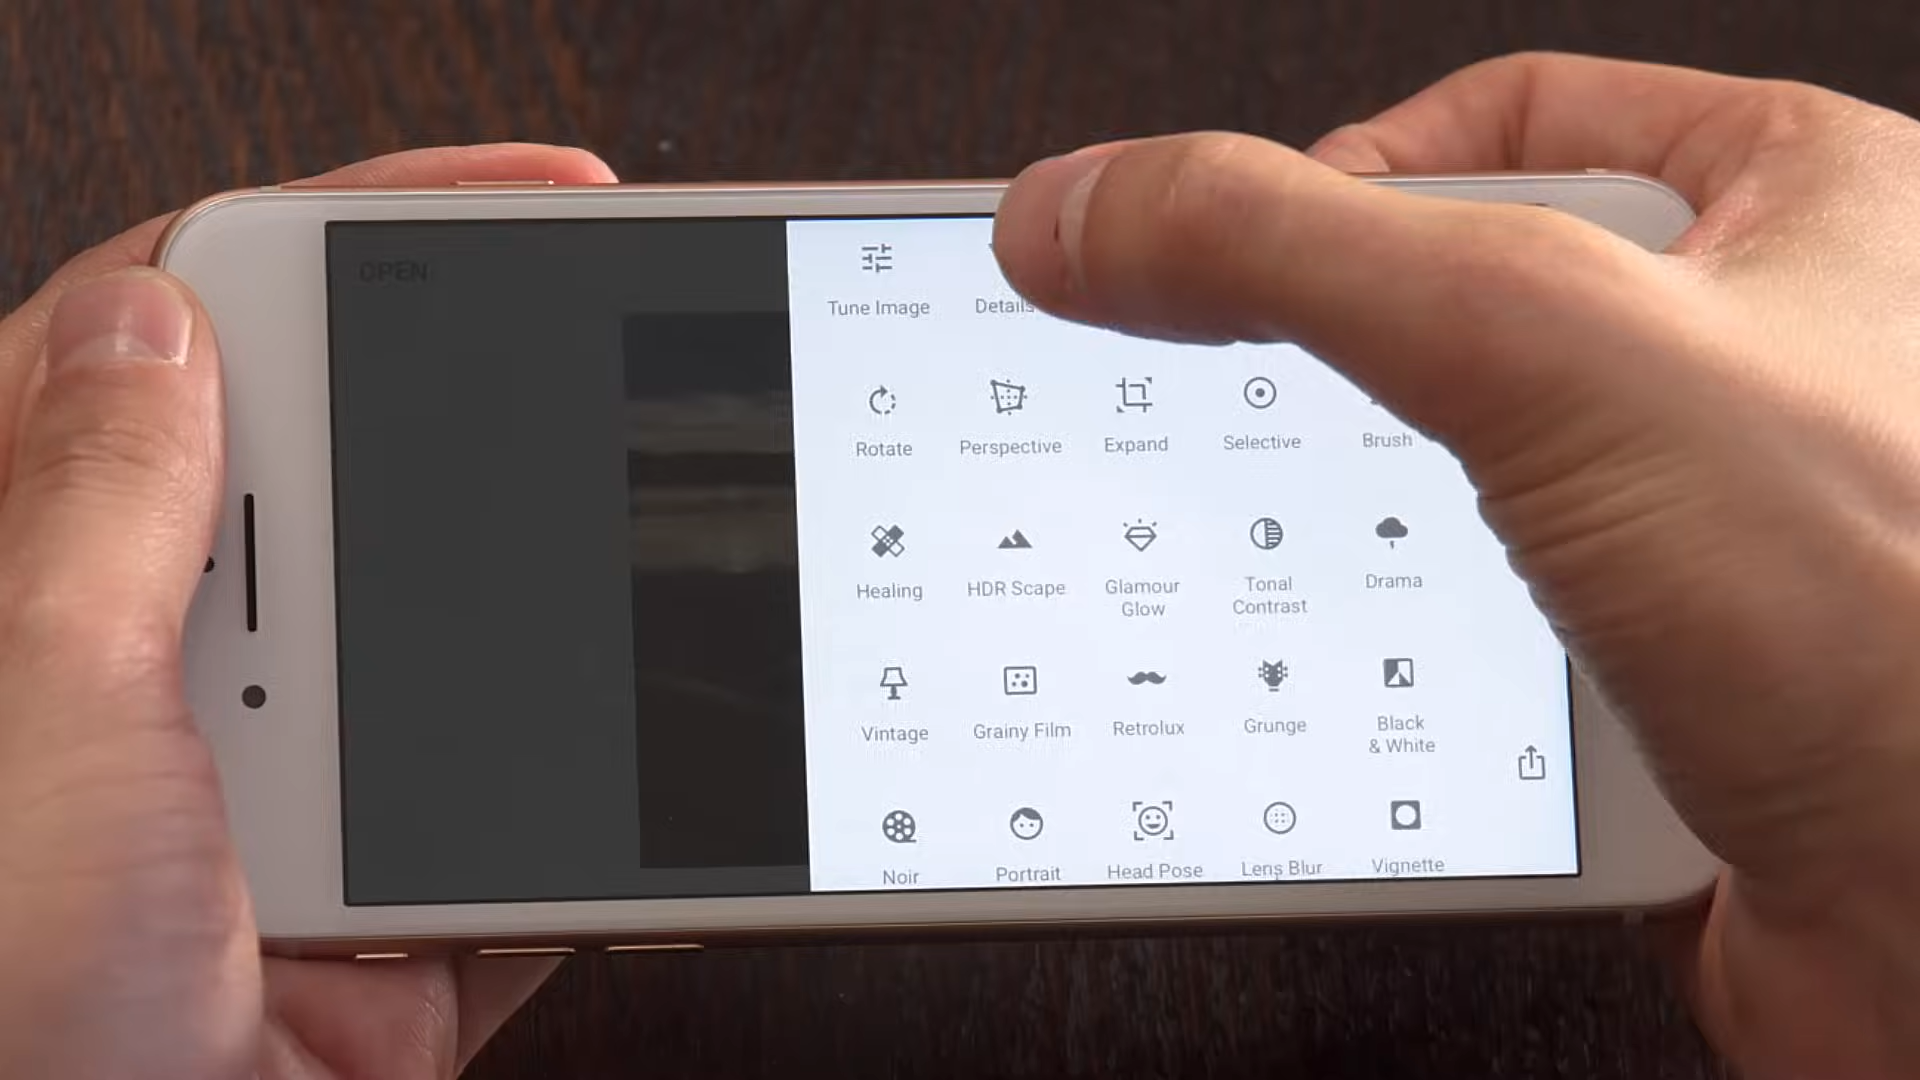 OPEN
Tune Image
Details
Rotate
Perspective
Expand
Selective
Brush
Healing
HDR Scape
Glamour
Glow
Tonal
Contrast
Drama
Vintage
Grainy Film
Retrolux
Grunge
Black
& White
Noir
Portrait
Head Pose
Lens Blur
Vignette